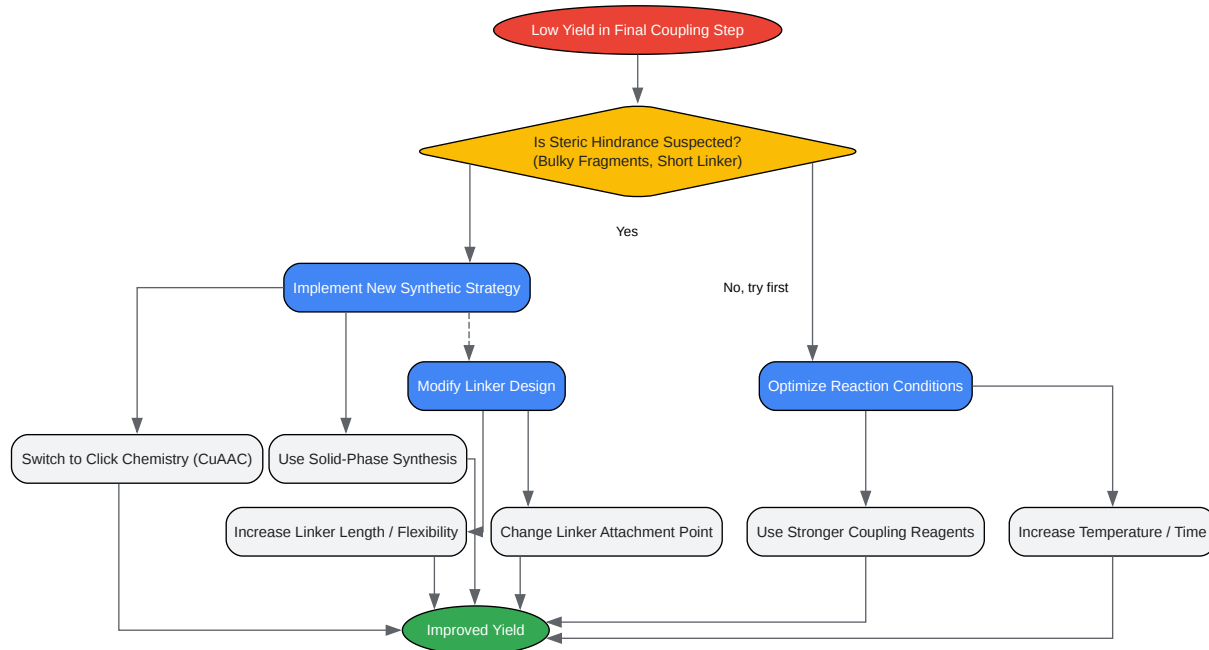 Low Yield in Final Coupling Step
Is Steric Hindrance Suspected?
(Bulky Fragments, Short Linker)
Yes
Implement New Synthetic Strategy
No, try first
Modify Linker Design
Optimize Reaction Conditions
Switch to Click Chemistry (CuAAC)
Use Solid-Phase Synthesis
Increase Linker Length / Flexibility
Change Linker Attachment Point
Use Stronger Coupling Reagents
Increase Temperature / Time
Improved Yield